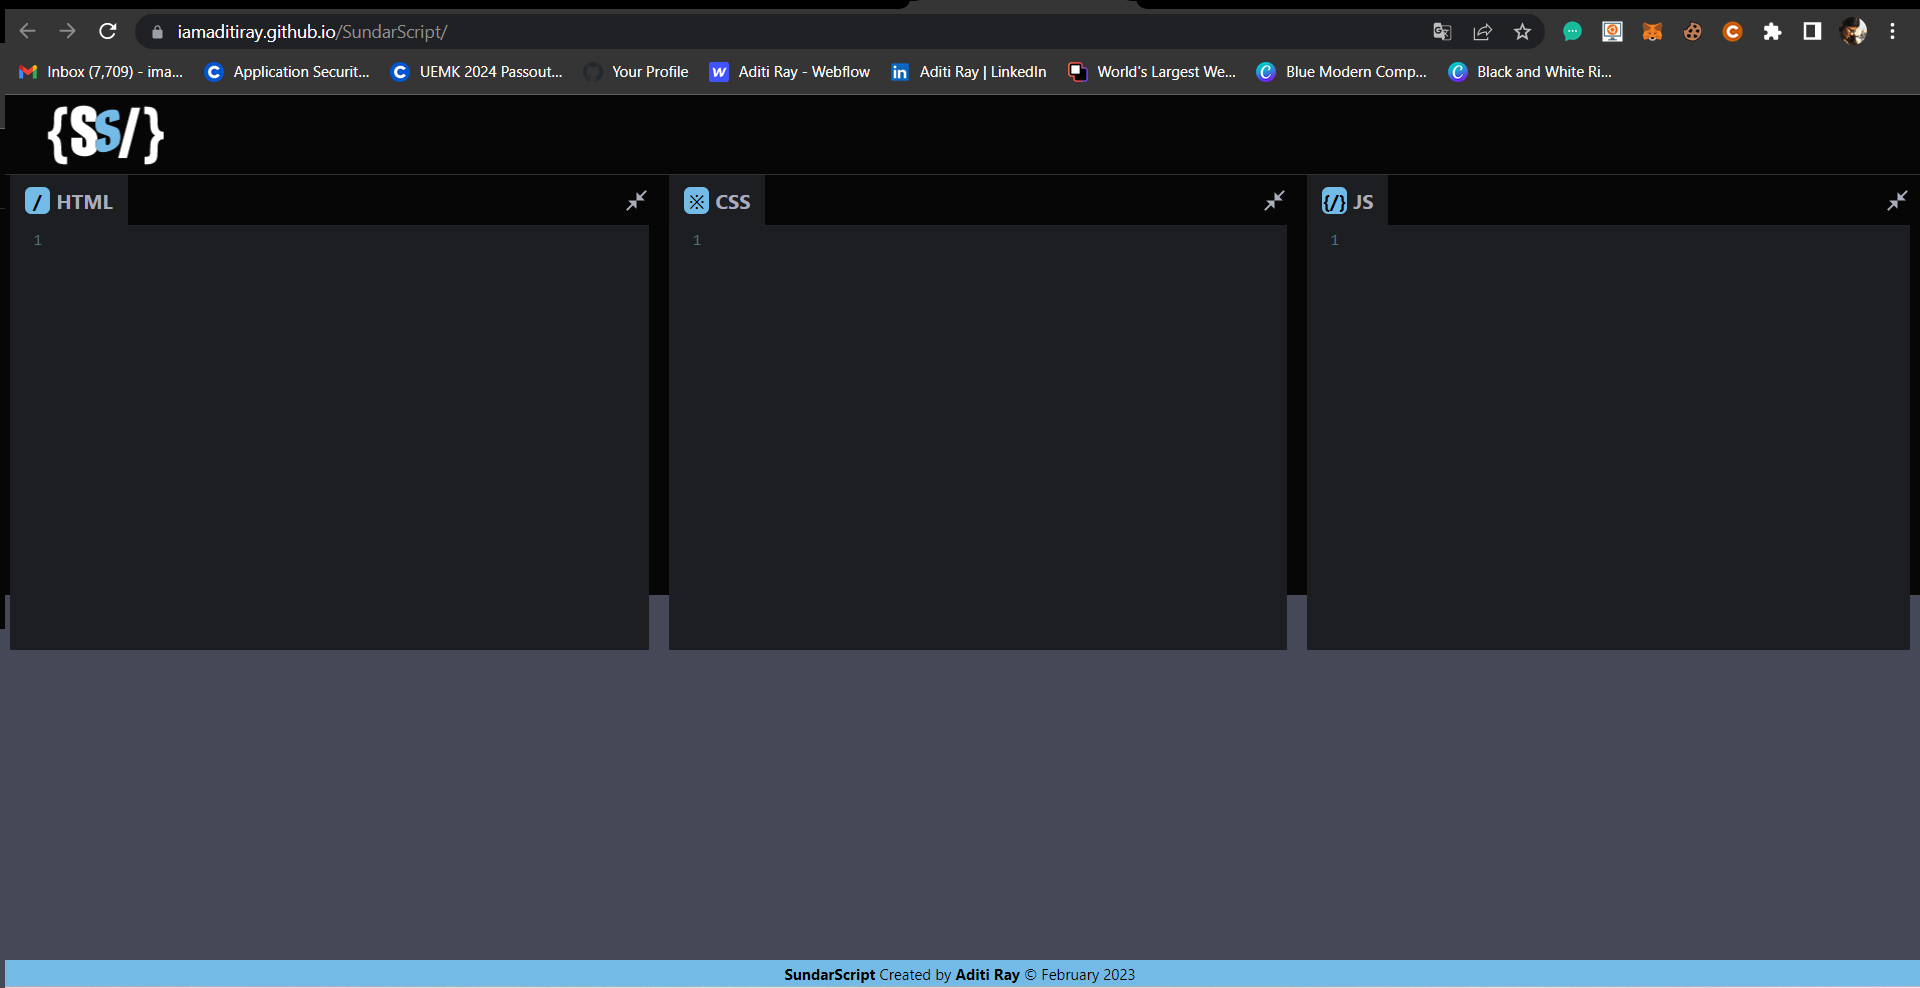 iamaditiray.github.io/SundarScript/
Inbox (7,709) - ima... Application Securit... UEMK 2024 Passout... Your Profile Aditi Ray - Webflow Aditi Ray | LinkedIn World's Largest We... Blue Modern Comp... Black and White Ri...
{SS/}
/ HTML ※ CSS {/} JS
1 1 1
SundarScript Created by Aditi Ray © February 2023